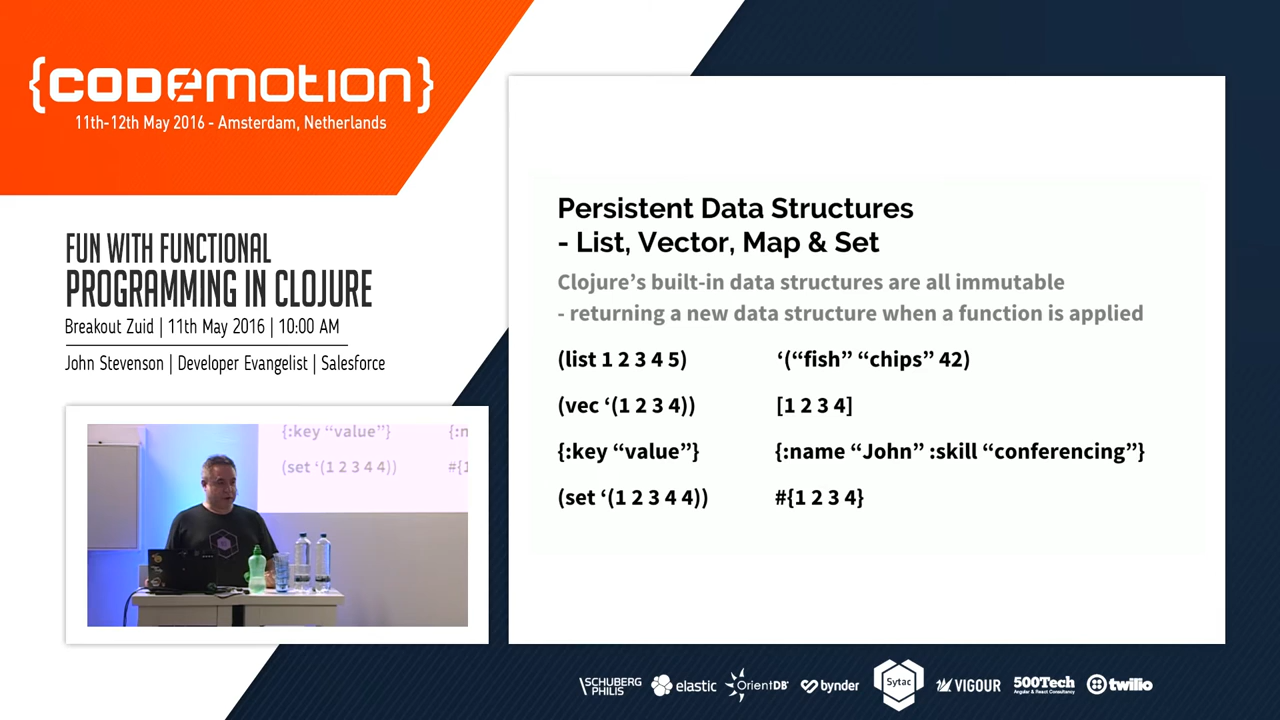 {CODEMOTION}
11th-12th May 2016 - Amsterdam, Netherlands
FUN WITH FUNCTIONAL
PROGRAMMING IN CLOJURE
Breakout Zuid | 11th May 2016 | 10:00 AM
John Stevenson | Developer Evangelist | Salesforce
Persistent Data Structures
- List, Vector, Map & Set
Clojure’s built-in data structures are all immutable
- returning a new data structure when a function is applied
(list 1 2 3 4 5) ‘(“fish” “chips” 42)
(vec ‘(1 2 3 4)) [1 2 3 4]
{:key “value”} {:name “John” :skill “conferencing”}
(set ‘(1 2 3 4 4)) #{1 2 3 4}
{:key “value”} {:n
(set ‘(1 2 3 4 4)) #{1
SCHUBERG
PHILIS
elastic
OrientDB
bynder
Sytac
VIGOUR
500Tech
Angular & React Consultancy
twilio